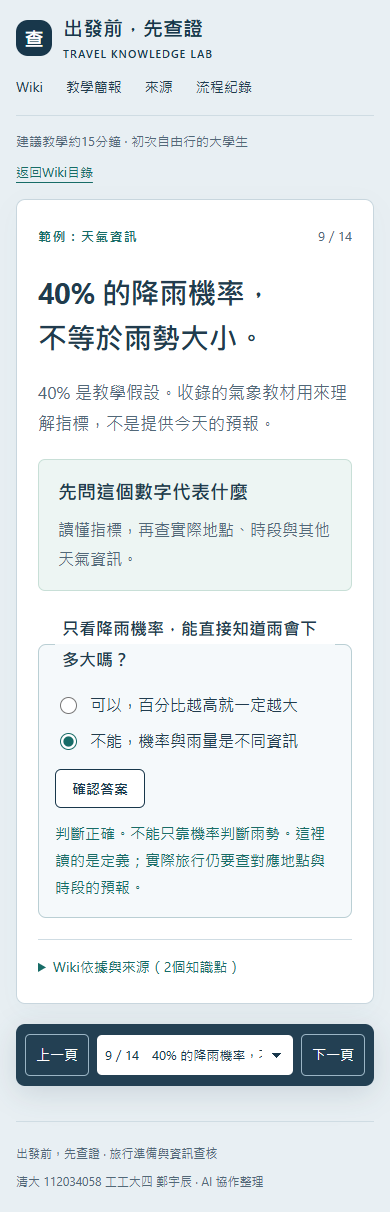 查
出發前，先查證
TRAVEL KNOWLEDGE LAB
Wiki 教學簡報 來源 流程紀錄
建議教學約15分鐘 · 初次自由行的大學生
返回Wiki目錄
範例：天氣資訊 9 / 14
40% 的降雨機率，
不等於雨勢大小。
40% 是教學假設。收錄的氣象教材用來理
解指標，不是提供今天的預報。
先問這個數字代表什麼
讀懂指標，再查實際地點、時段與其他
天氣資訊。
只看降雨機率，能直接知道雨會下
多大嗎？
可以，百分比越高就一定越大
不能，機率與雨量是不同資訊
確認答案
判斷正確。不能只靠機率判斷雨勢。這裡
讀的是定義；實際旅行仍要查對應地點與
時段的預報。
Wiki依據與來源（2個知識點）
上一頁 9 / 14 40% 的降雨機率， 下一頁
出發前，先查證 · 旅行準備與資訊查核
清大 112034058 工工大四 鄭宇辰 · AI 協作整理